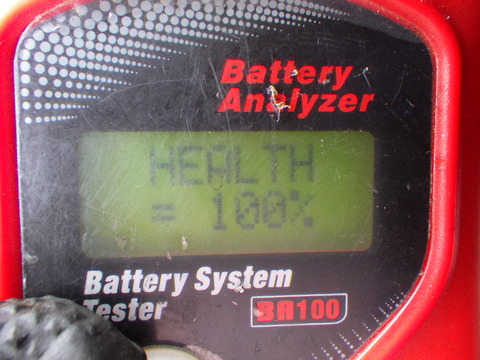 Battery
Analyzer
HEALTH
= 100%
Battery System
Tester
BA100